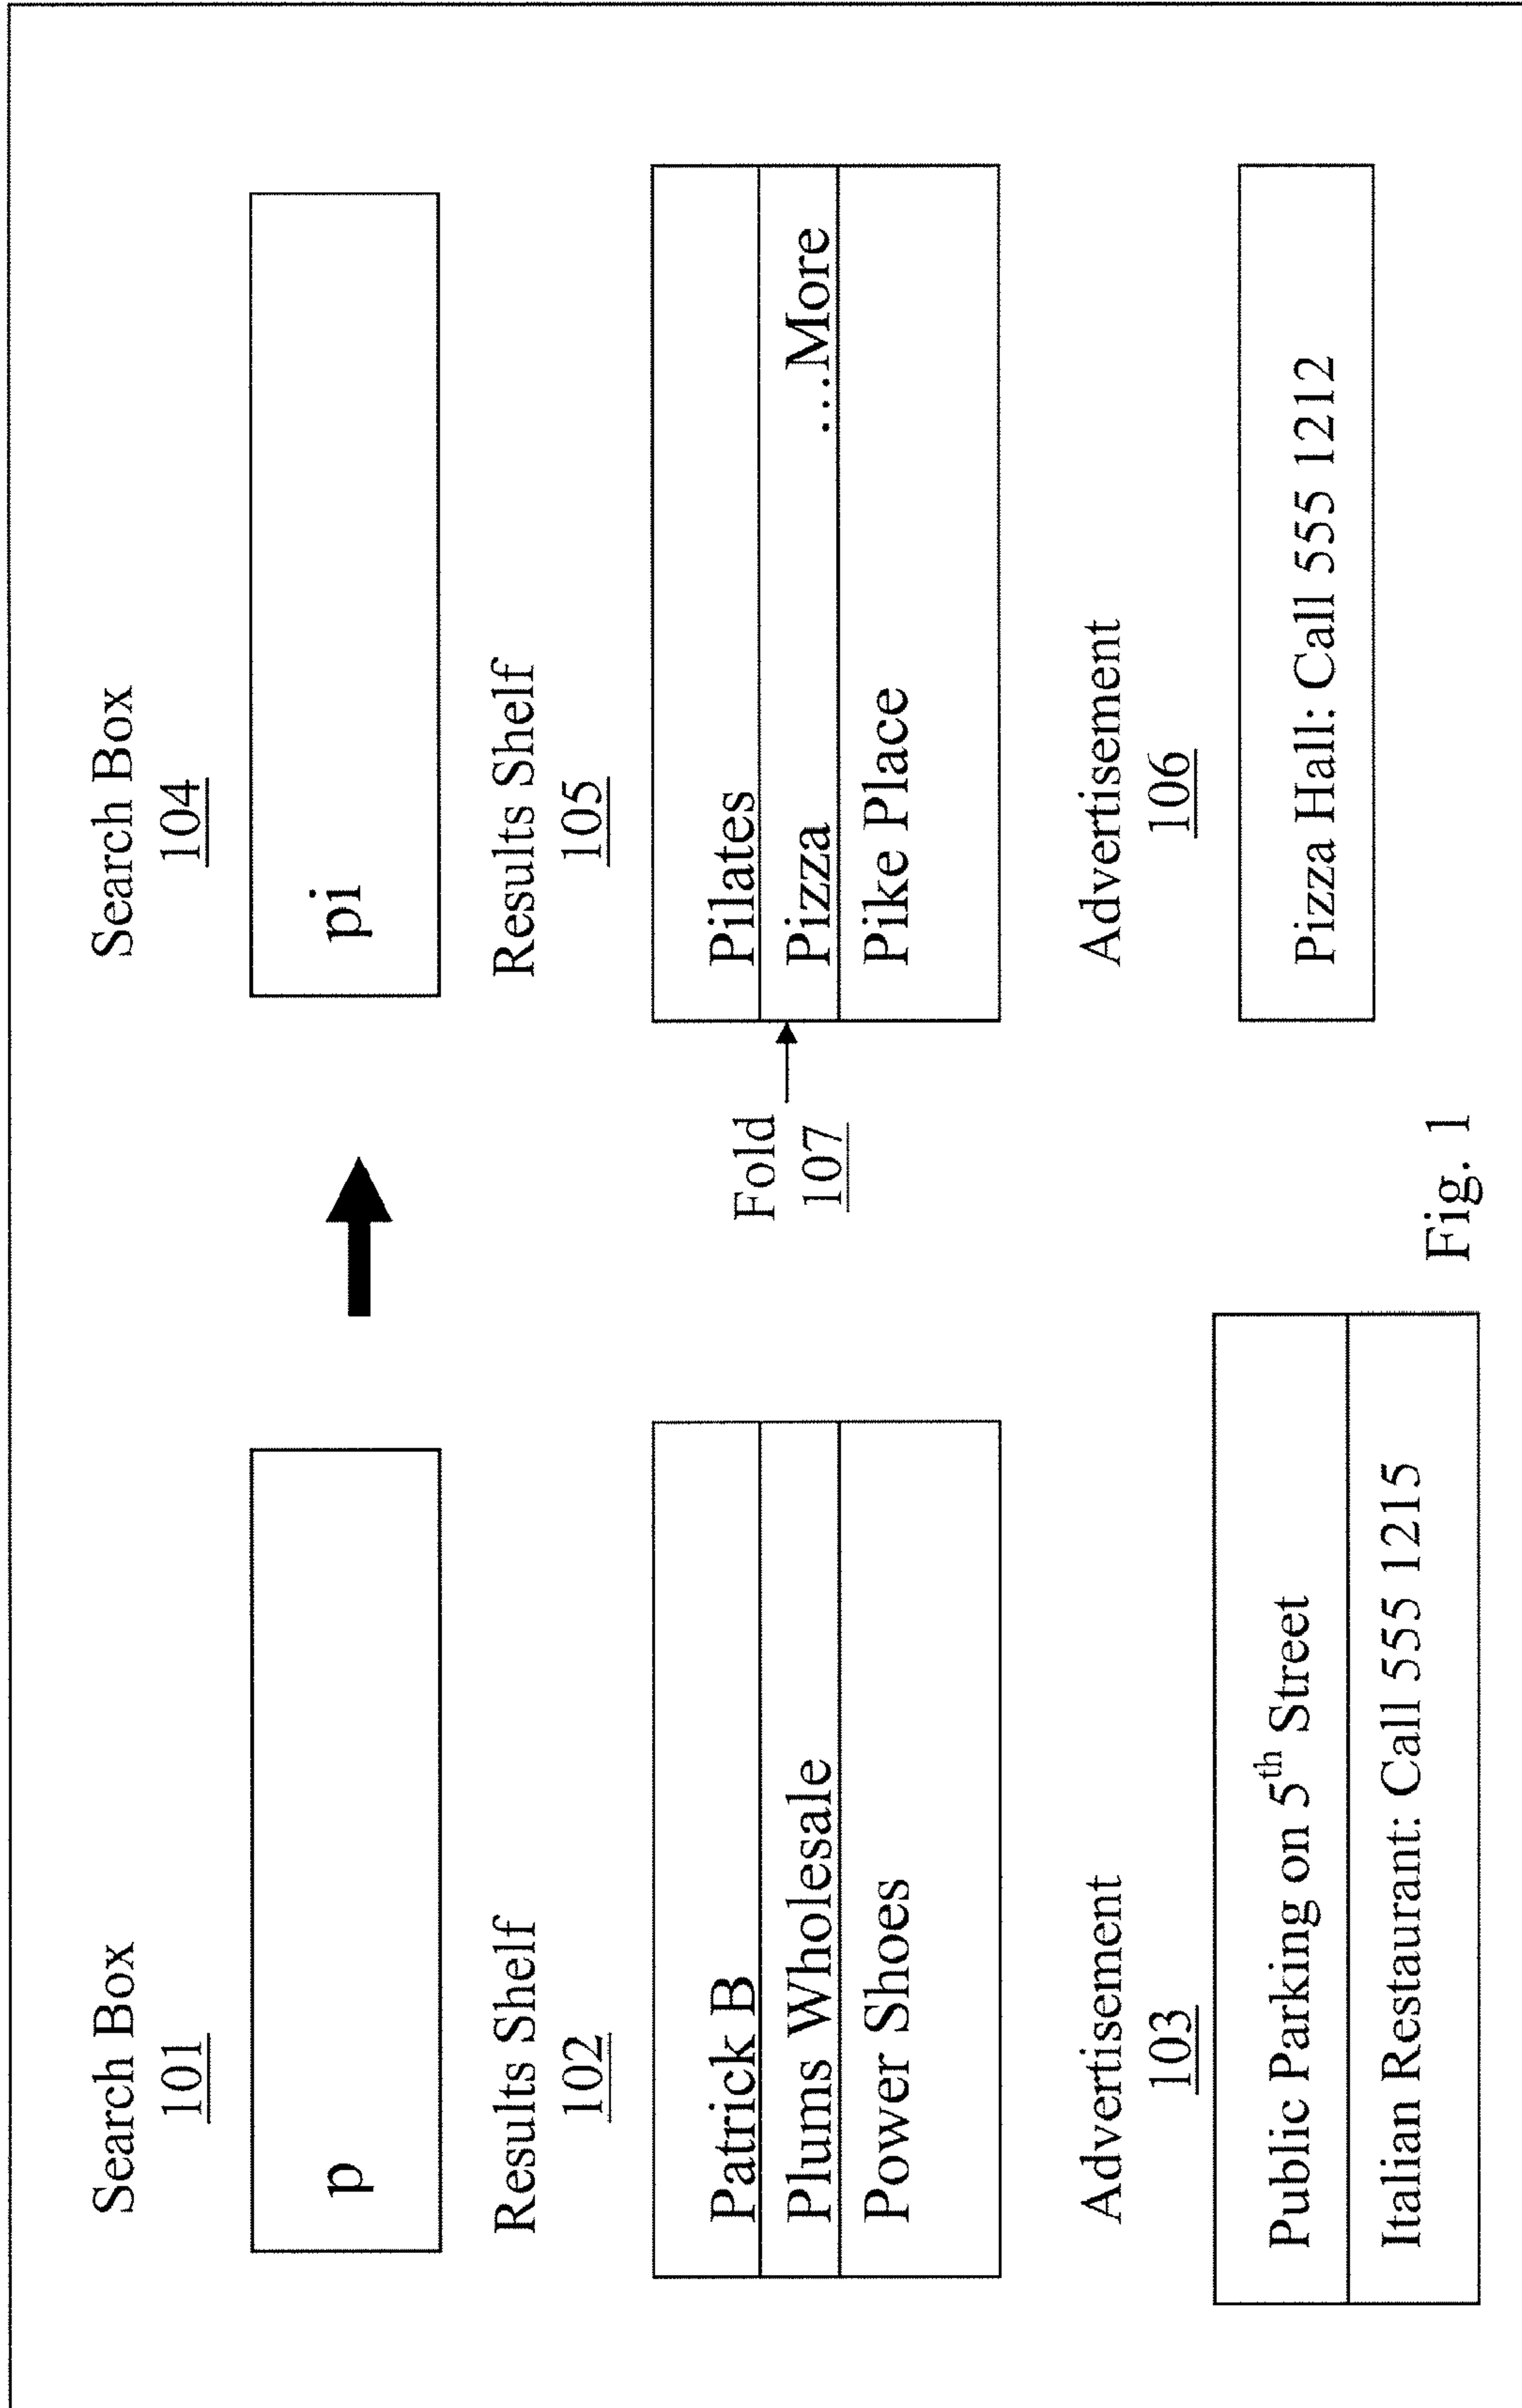 Search Box
101
p
Results Shelf
102
Patrick B
Plums Wholesale
Power Shoes
Advertisement
103
Public Parking on 5th Street
Italian Restaurant: Call 555 1215
Search Box
104
pi
Results Shelf
105
Pilates
Pizza ....More
Pike Place
Fold
107
Advertisement
106
Pizza Hall: Call 555 1212
Fig. 1